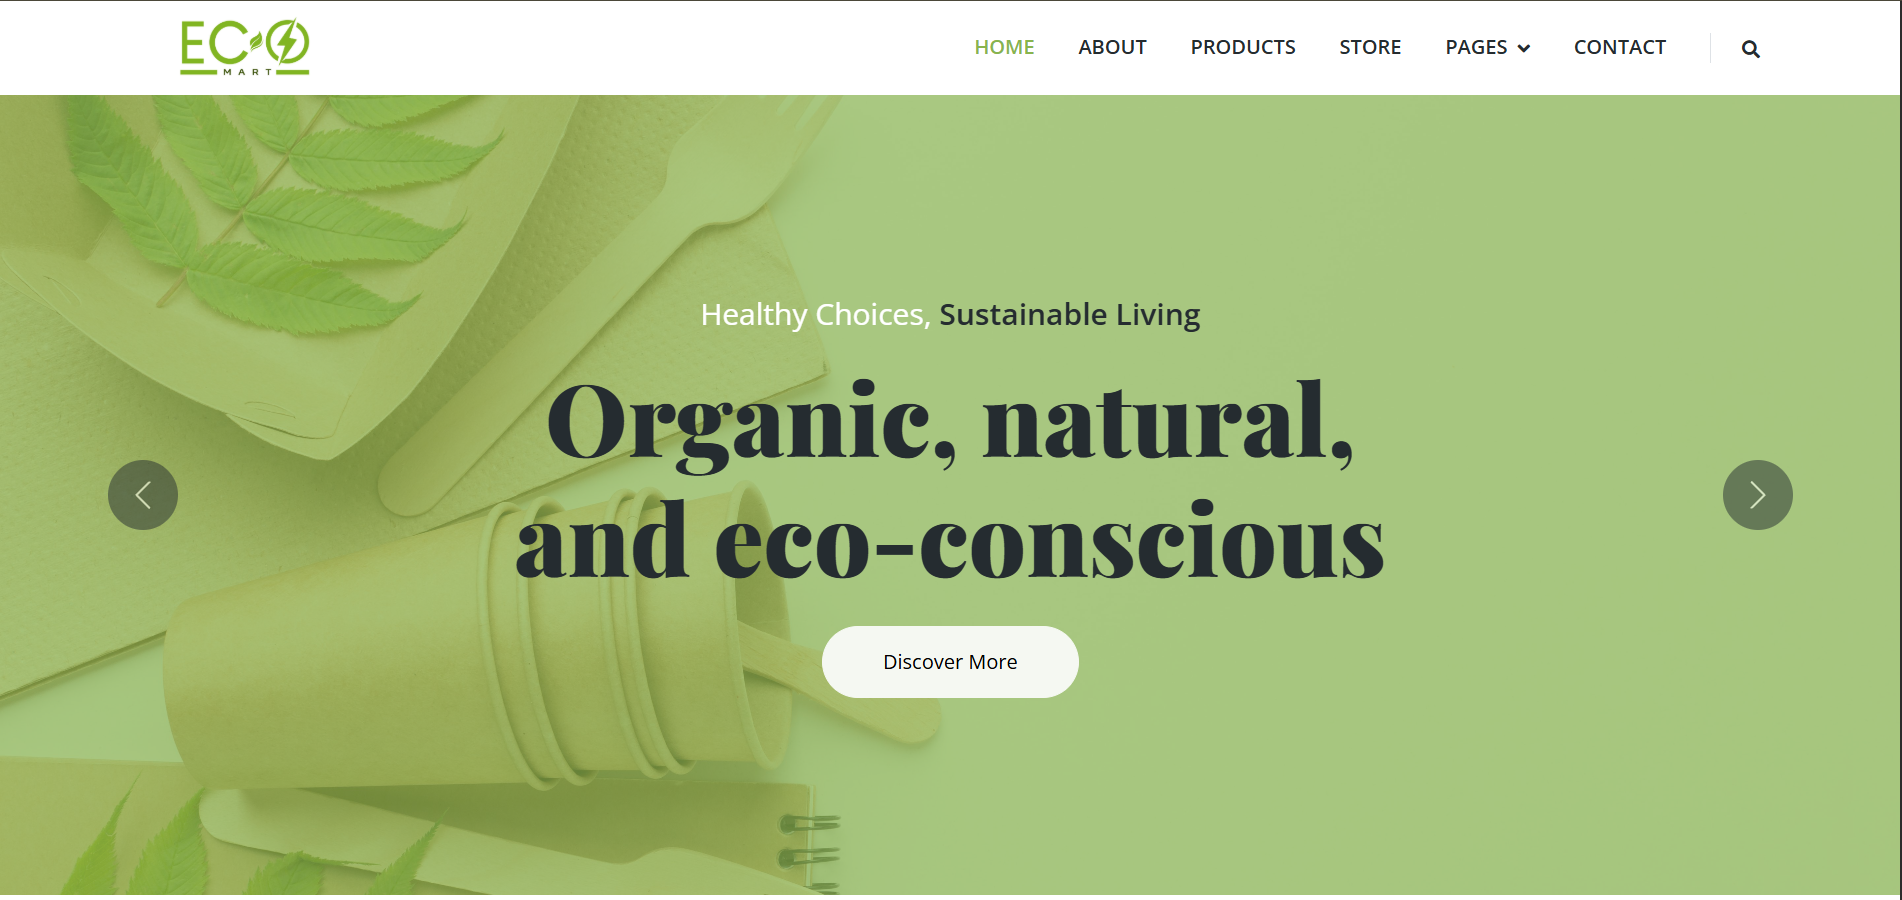 ECO
MART
HOME ABOUT PRODUCTS STORE PAGES CONTACT
Healthy Choices, Sustainable Living
Organic, natural,
and eco-conscious
Discover More